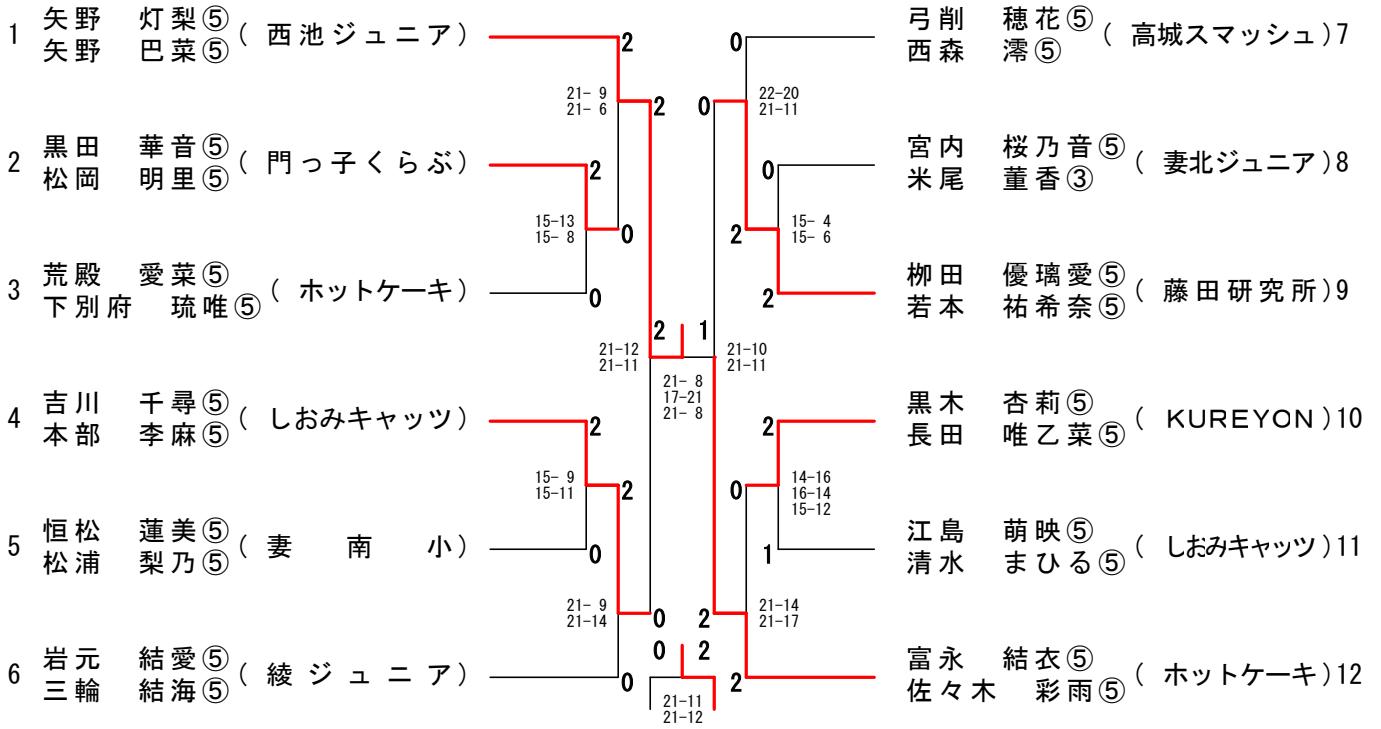 1 矢野 灯梨⑤ ( 西池ジュニア )
矢野 巴菜⑤
2 黒田 華音⑤ ( 門っ子くらぶ )
松岡 明里⑤
3 荒殿 愛菜⑤ ( ホットケーキ )
下別府 琉唯⑤
4 吉川 千尋⑤ ( しおみキャッツ )
本部 李麻⑤
5 恒松 蓮美⑤ ( 妻南小 )
松浦 梨乃⑤
6 岩元 結愛⑤ ( 綾ジュニア )
三輪 結海⑤
2
21- 9
21- 6
2
2
15-13
15- 8
0
0
2
21-12
21-11
2
15- 9
15-11
2
0
21- 9
21-14
0
0
1
21- 8
17-21
21- 8
0 2
21-11
21-12
0
22-20
21-11
0
0
15- 4
15- 6
2
2
21-10
21-11
2
14-16
16-14
15-12
0
1
21-14
21-17
2
2
弓削 穂花⑤ ( 高城スマッシュ ) 7
西森 澪⑤
宮内 桜乃音⑤ ( 妻北ジュニア ) 8
米尾 董香③
栁田 優璃愛⑤ ( 藤田研究所 ) 9
若本 祐希奈⑤
黒木 杏莉⑤ ( KUREYON ) 10
長田 唯乙菜⑤
江島 萌映⑤ ( しおみキャッツ ) 11
清水 まひる⑤
富永 結衣⑤ ( ホットケーキ ) 12
佐々木 彩雨⑤